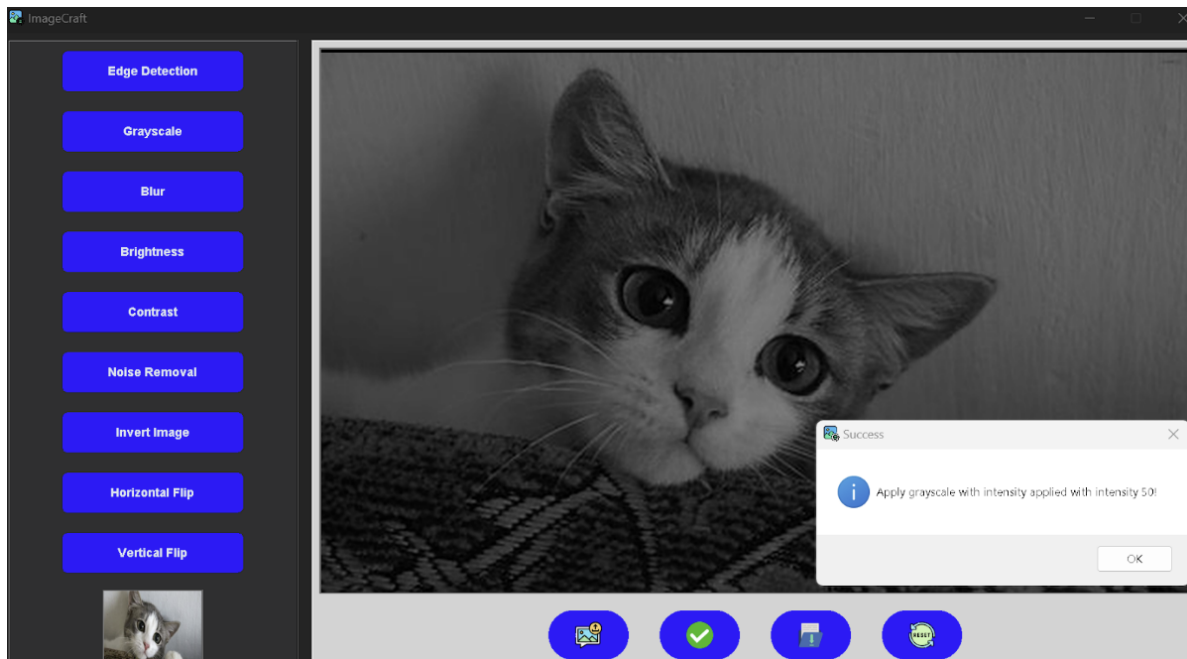 ImageCraft
Edge Detection
Grayscale
Blur
Brightness
Contrast
Noise Removal
Invert Image
Horizontal Flip
Vertical Flip
Success
Apply grayscale with intensity applied with intensity 50!
OK
RESET